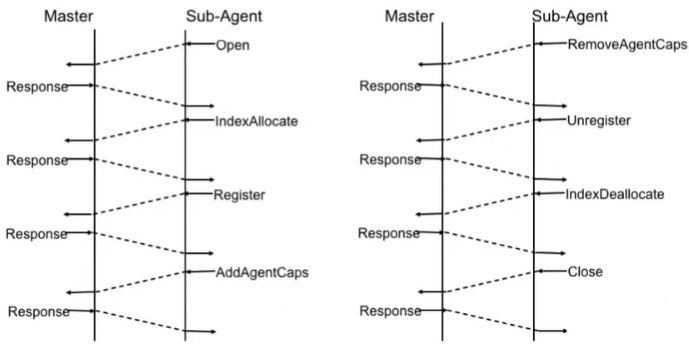 Master Sub-Agent
Open
Response
IndexAllocate
Response
Register
Response
AddAgentCaps
Response
Master Sub-Agent
RemoveAgentCaps
Response
Unregister
Response
IndexDeallocate
Response
Close
Response